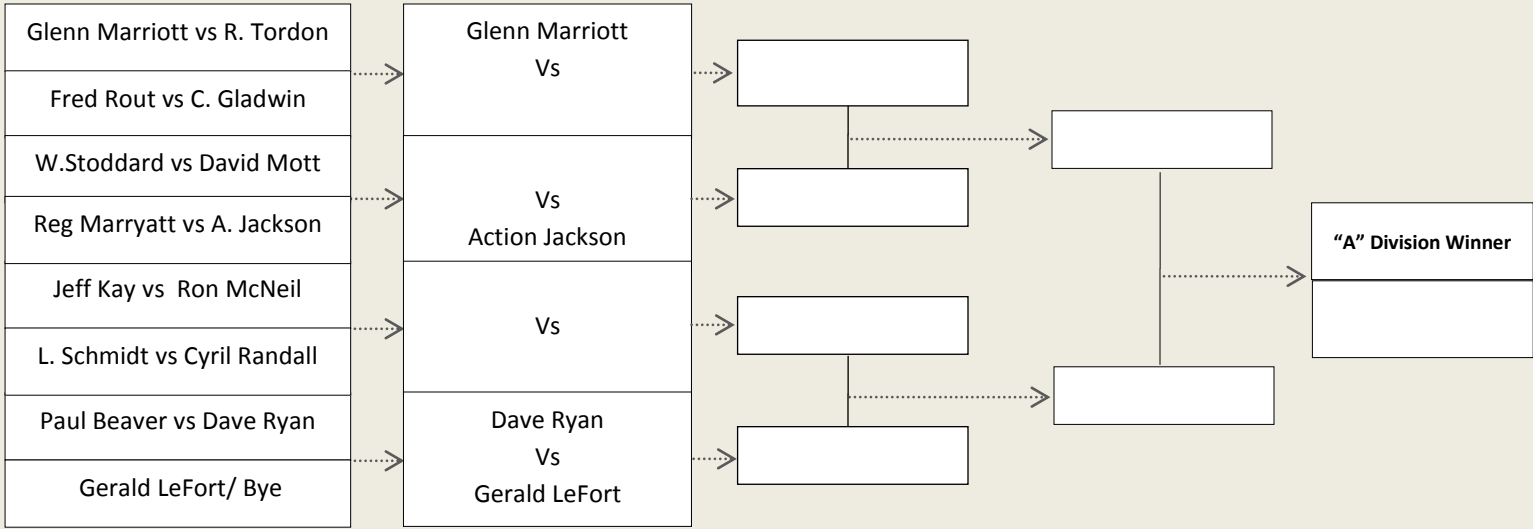 Glenn Marriott vs R. Tordon
Fred Rout vs C. Gladwin
W.Stoddard vs David Mott
Reg Marryatt vs A. Jackson
Jeff Kay vs  Ron McNeil
L. Schmidt vs Cyril Randall
Paul Beaver vs Dave Ryan
Gerald LeFort/ Bye
Glenn Marriott
Vs
Vs
Action Jackson
Vs
Dave Ryan
Vs
Gerald LeFort
“A” Division Winner